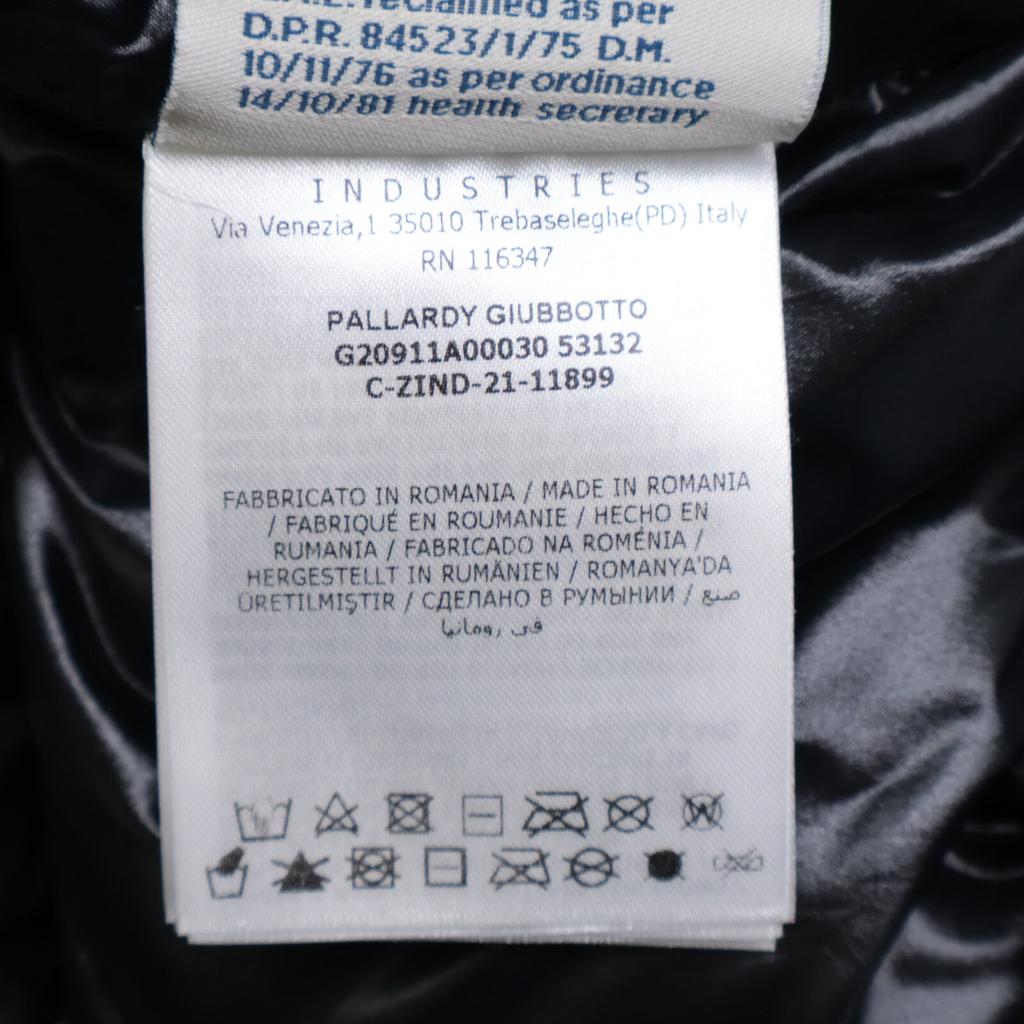 reclaimed as per
D.P.R. 84523/1/75 D.M.
10/11/76 as per ordinance
14/10/81 health secretary
INDUSTRIES
Via Venezia,1 35010 Trebaseleghe(PD) Italy
RN 116347
PALLARDY GIUBBOTTO
G20911A00030 53132
C-ZIND-21-11899
FABBRICATO IN ROMANIA / MADE IN ROMANIA
/ FABRIQUÉ EN ROUMANIE / HECHO EN
RUMANIA / FABRICADO NA ROMÉNIA /
HERGESTELLT IN RUMÄNIEN / ROMANYA'DA
ÜRETILMIŞTIR / СДЕЛАНО В РУМЫНИИ / صنع
في رومانيا
W